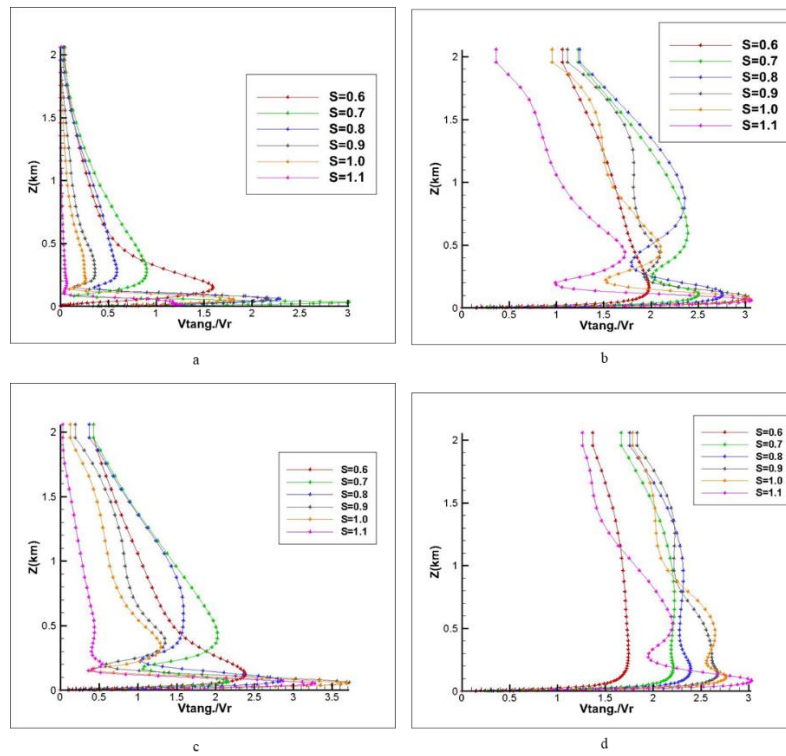 Z(km)
2
1.5
1
0.5
0
S=0.6
S=0.7
S=0.8
S=0.9
S=1.0
S=1.1
0 0.5 1 1.5 2 2.5 3
Vtang./Vr
a
Z(km)
2
1.5
1
0.5
0
S=0.6
S=0.7
S=0.8
S=0.9
S=1.0
S=1.1
0 0.5 1 1.5 2 2.5 3
Vtang./Vr
b
Z(km)
2
1.5
1
0.5
0
S=0.6
S=0.7
S=0.8
S=0.9
S=1.0
S=1.1
0 0.5 1 1.5 2 2.5 3 3.5
Vtang./Vr
c
Z(km)
2
1.5
1
0.5
0
S=0.6
S=0.7
S=0.8
S=0.9
S=1.0
S=1.1
0 0.5 1 1.5 2 2.5 3
Vtang./Vr
d